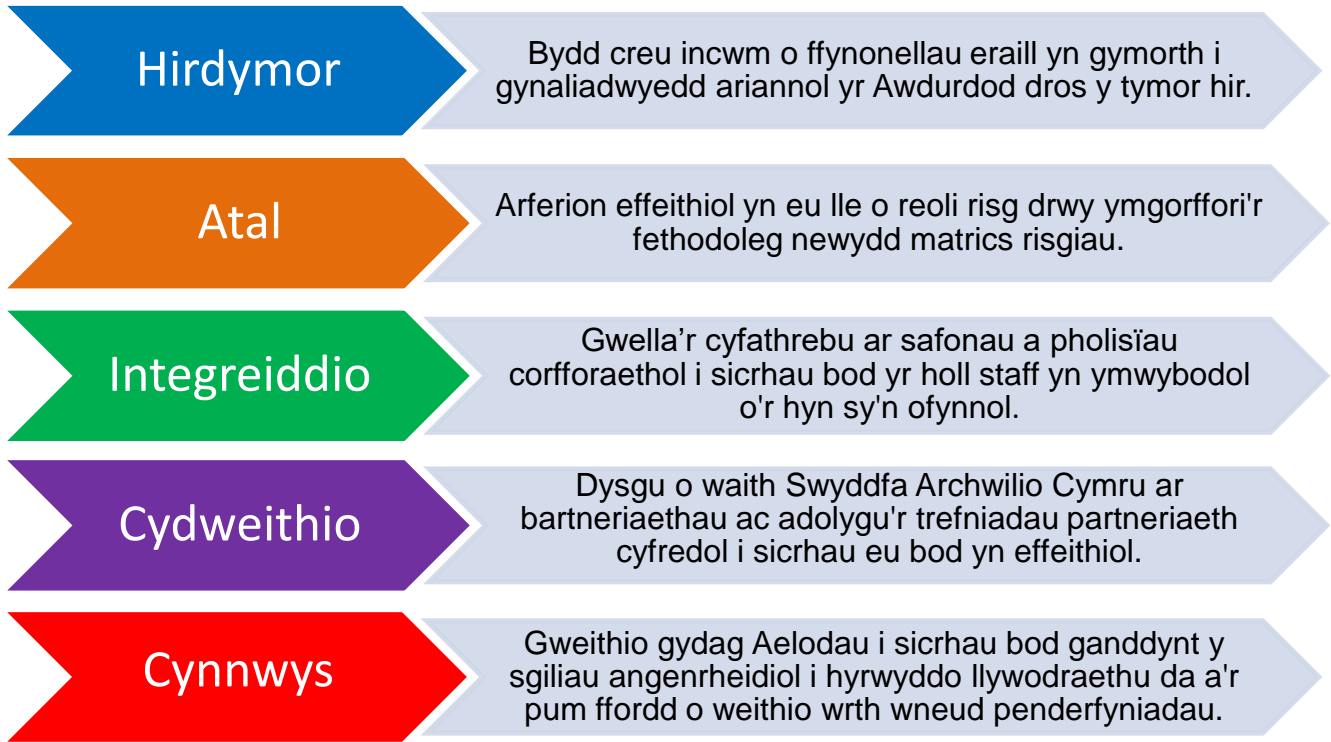 Hirdymor
Bydd creu incwm o ffynonellau eraill yn gymorth i
gynaliadwyedd ariannol yr Awdurdod dros y tymor hir.
Atal
Arferion effeithiol yn eu lle o reoli risg drwy ymgorffori'r
fethodoleg newydd matrics risgiau.
Integreiddio
Gwella’r cyfathrebu ar safonau a pholisïau
corfforaethol i sicrhau bod yr holl staff yn ymwybodol
o'r hyn sy'n ofynnol.
Cydweithio
Dysgu o waith Swyddfa Archwilio Cymru ar
bartneriaethau ac adolygu'r trefniadau partneriaeth
cyfredol i sicrhau eu bod yn effeithiol.
Cynnwys
Gweithio gydag Aelodau i sicrhau bod ganddynt y
sgiliau angenrheidiol i hyrwyddo llywodraethu da a'r
pum ffordd o weithio wrth wneud penderfyniadau.